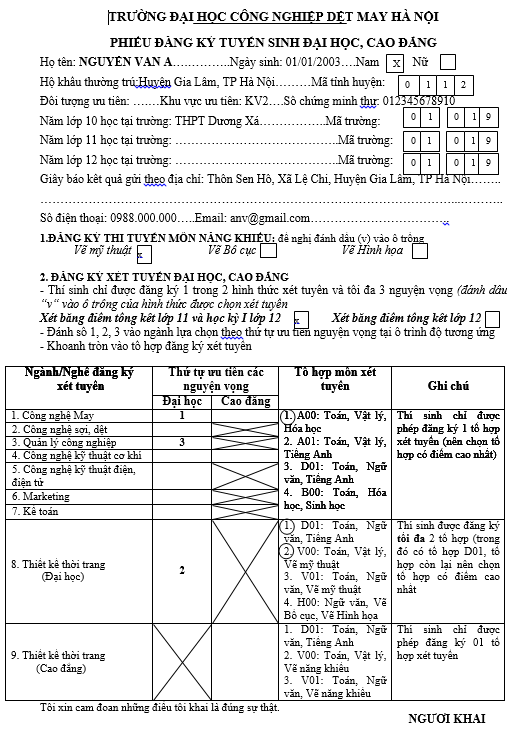 TRƯỜNG ĐẠI HỌC CÔNG NGHIỆP DỆT MAY HÀ NỘI
PHIẾU ĐĂNG KÝ TUYỂN SINH ĐẠI HỌC, CAO ĐẲNG
Họ tên: NGUYỄN VĂN A……………Ngày sinh: 01/01/2003….Nam x Nữ
Hộ khẩu thường trú:Huyện Gia Lâm, TP Hà Nội………Mã tỉnh huyện: 0 1 1 2
Đối tượng ưu tiên: …….Khu vực ưu tiên: KV2….Số chứng minh thư: 012345678910
Năm lớp 10 học tại trường: THPT Dương Xá……………………Mã trường: 0 1 0 1 9
Năm lớp 11 học tại trường: ……………………………………Mã trường: 0 1 0 1 9
Năm lớp 12 học tại trường: ……………………………………Mã trường: 0 1 0 1 9
Giấy báo kết quả gửi theo địa chỉ: Thôn Sen Hồ, Xã Lệ Chi, Huyện Gia Lâm, TP Hà Nội……..
……………………………………………………………………………………………………..
Số điện thoại: 0988.000.000…..Email: anv@gmail.com………………………………
1.ĐĂNG KÝ THI TUYỂN MÔN NĂNG KHIẾU: đề nghị đánh dấu (v) vào ô trống
Vẽ mỹ thuật x Vẽ Bố cục Vẽ Hình họa
2. ĐĂNG KÝ XÉT TUYỂN ĐẠI HỌC, CAO ĐẲNG
- Thí sinh chỉ được đăng ký 1 trong 2 hình thức xét tuyển và tối đa 3 nguyện vọng (đánh dấu
"v" vào ô trống của hình thức được chọn xét tuyển
Xét bằng điểm tổng kết lớp 11 và học kỳ I lớp 12 x Xét bằng điểm tổng kết lớp 12
- Đánh số 1, 2, 3 vào ngành lựa chọn theo thứ tự ưu tiên nguyện vọng tại ô trình độ tương ứng
- Khoanh tròn vào tổ hợp đăng ký xét tuyển
Ngành/Nghề đăng ký xét tuyển
Thứ tự ưu tiên các nguyện vọng
Tổ hợp môn xét tuyển
Ghi chú
Đại học Cao đẳng
1. Công nghệ May 1
2. Công nghệ sợi, dệt
3. Quản lý công nghiệp 3
4. Công nghệ kỹ thuật cơ khí
5. Công nghệ kỹ thuật điện,
điện tử
6. Marketing
7. Kế toán
1. A00: Toán, Vật lý,
Hóa học
2. A01: Toán, Vật lý,
Tiếng Anh
3. D01: Toán, Ngữ
văn, Tiếng Anh
4. B00: Toán, Hóa
học, Sinh học
Thí sinh chỉ được
phép đăng ký 1 tổ hợp
xét tuyển (nên chọn tổ
hợp có điểm cao nhất)
8. Thiết kế thời trang
(Đại học)
2
1. D01: Toán, Ngữ
văn, Tiếng Anh
2. V00: Toán, Vật lý,
Vẽ mỹ thuật
3. V01: Toán, Ngữ
văn, Vẽ mỹ thuật
4. H00: Ngữ văn, Vẽ
Bố cục, Vẽ Hình họa
Thí sinh được đăng ký
tối đa 2 tổ hợp (trong
đó có tổ hợp D01, tổ
hợp còn lại nên chọn
tổ hợp có điểm cao
nhất
9. Thiết kế thời trang
(Cao đẳng)
1. D01: Toán, Ngữ
văn, Tiếng Anh
2. V00: Toán, Vật lý,
Vẽ năng khiếu
3. V01: Toán, Ngữ
văn, Vẽ năng khiếu
Thí sinh chỉ được
phép đăng ký 01 tổ
hợp xét tuyển
Tôi xin cam đoan những điều tôi khai là đúng sự thật.
NGƯỜI KHAI